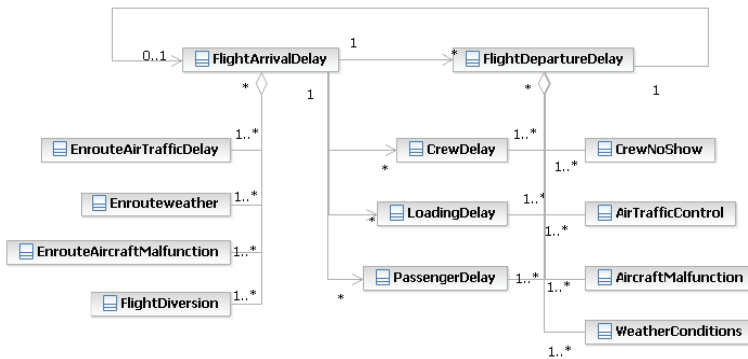 0..1
FlightArrivalDelay
1
*
FlightDepartureDelay
*
1
*
1
1..*
EnrouteAirTrafficDelay
CrewDelay
1..*
CrewNoShow
*
1..*
Enrouteweather
1..*
LoadingDelay
*
1..*
AirTrafficControl
1..*
EnrouteAircraftMalfunction
1..*
PassengerDelay
1..*
AircraftMalfunction
1..*
FlightDiversion
1..*
*
1..*
WeatherConditions
1..*